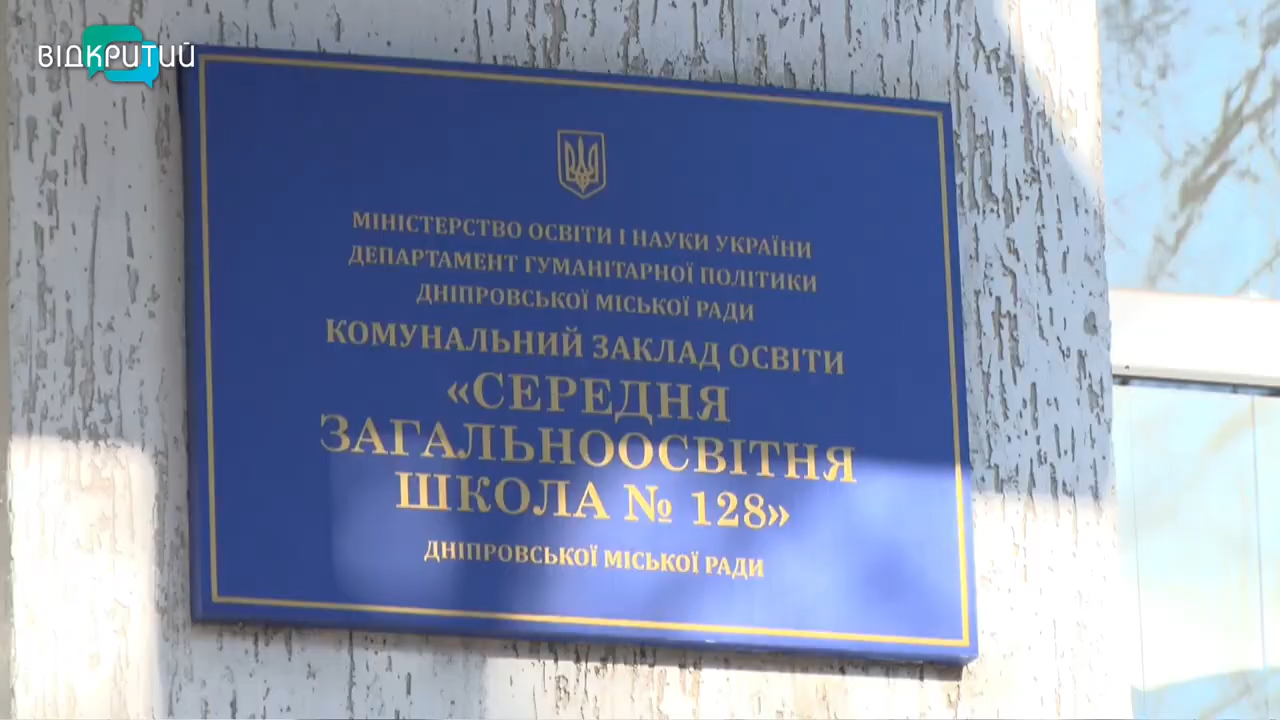 ВІДКРИТИЙ
МІНІСТЕРСТВО ОСВІТИ І НАУКИ УКРАЇНИ
ДЕПАРТАМЕНТ ГУМАНІТАРНОЇ ПОЛІТИКИ
ДНІПРОВСЬКОЇ МІСЬКОЇ РАДИ
КОМУНАЛЬНИЙ ЗАКЛАД ОСВІТИ
«СЕРЕДНЯ
ЗАГАЛЬНООСВІТНЯ
ШКОЛА № 128»
ДНІПРОВСЬКОЇ МІСЬКОЇ РАДИ